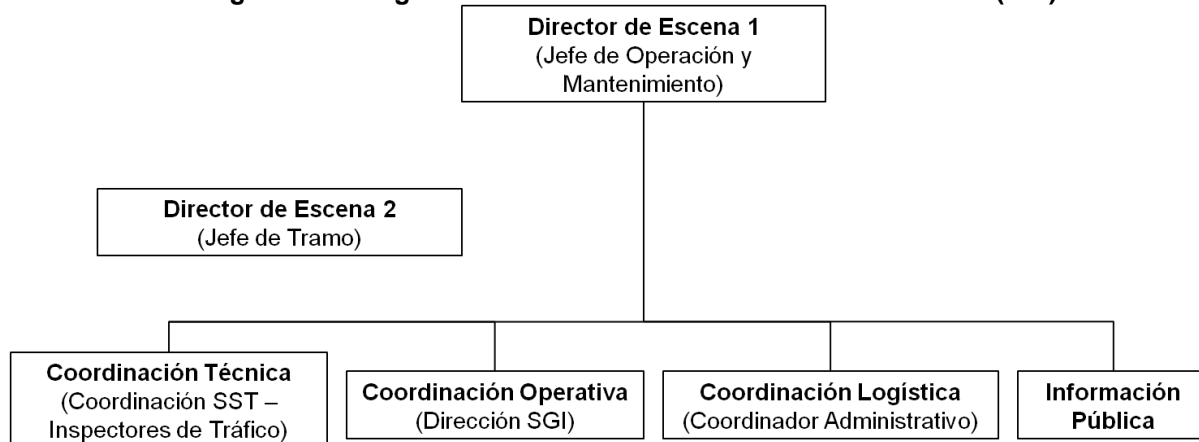 Director de Escena 1
(Jefe de Operación y
Mantenimiento)
Director de Escena 2
(Jefe de Tramo)
Coordinación Técnica
(Coordinación SST –
Inspectores de Tráfico)
Coordinación Operativa
(Dirección SGI)
Coordinación Logística
(Coordinador Administrativo)
Información
Pública